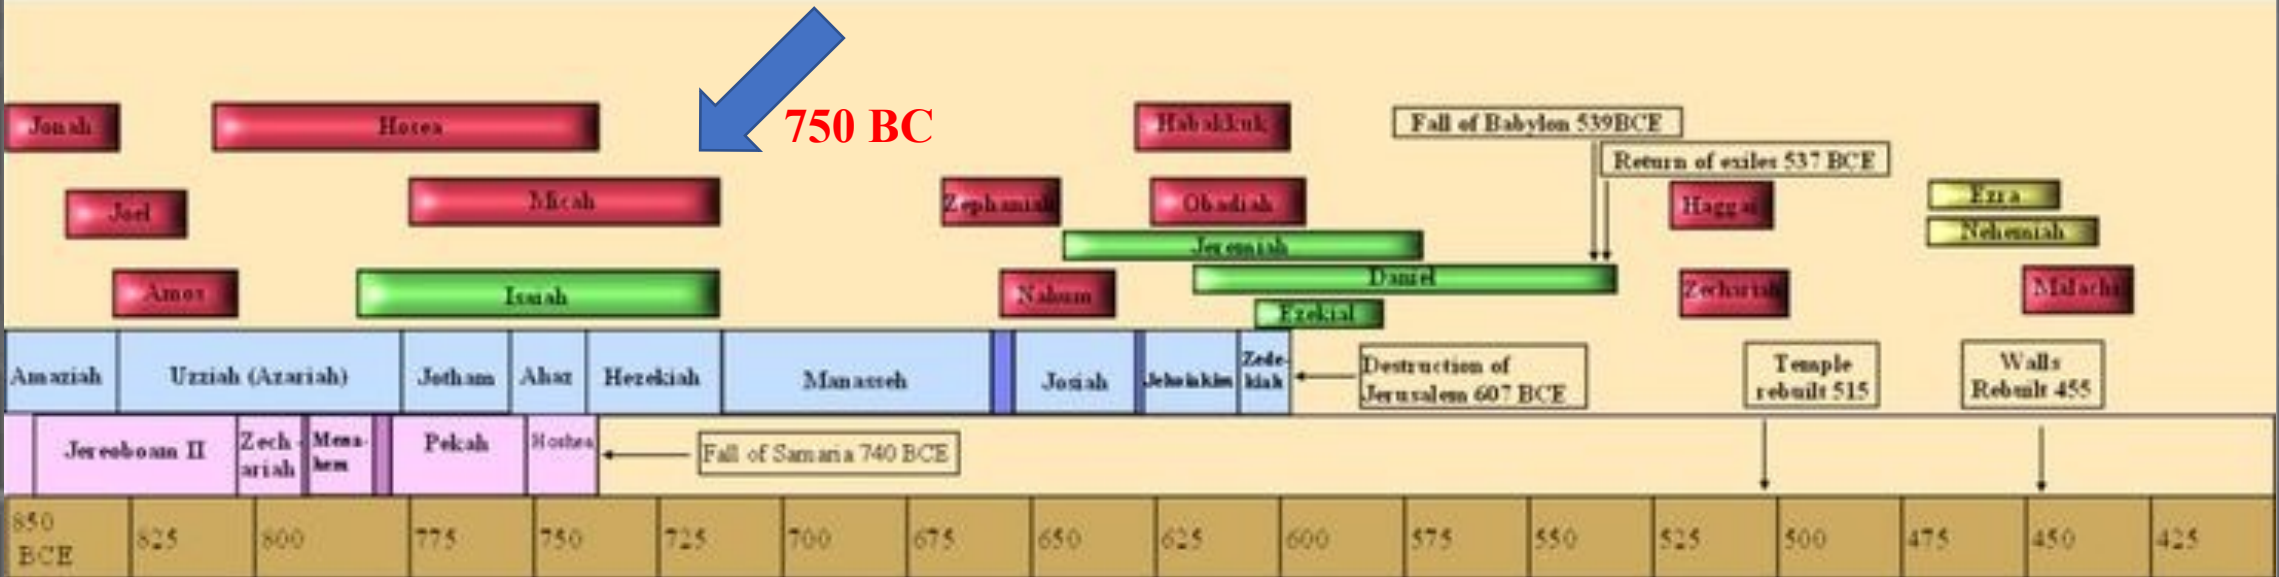 750 BC
Jonah
Hosea
Habakkuk
Fall of Babylon 539BCE
Return of exiles 537 BCE
Joel
Micah
Zephaniah
Obadiah
Haggai
Ezra
Nehemiah
Jeremiah
Amos
Isaiah
Nahum
Daniel
Ezekial
Zechariah
Malachi
Amaziah
Uzziah (Azariah)
Jotham
Ahaz
Hezekiah
Manasseh
Josiah
Jehoiakim
Zede-
kiah
Destruction of
Jerusalem 607 BCE
Temple
rebuilt 515
Walls
Rebuilt 455
Jereoboam II
Zech-
ariah
Mena-
hem
Pekah
Hoshea
Fall of Samaria 740 BCE
850
BCE
825
800
775
750
725
700
675
650
625
600
575
550
525
500
475
450
425